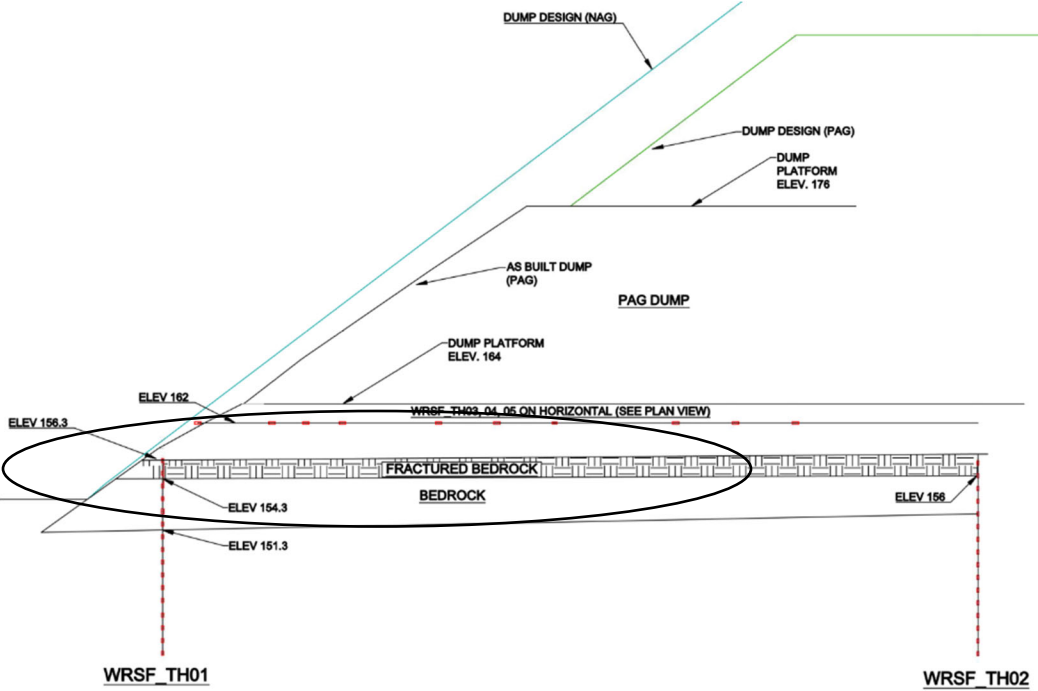 DUMP DESIGN (NAG)
DUMP DESIGN (PAG)
DUMP
PLATFORM
ELEV. 176
AS BUILT DUMP
(PAG)
PAG DUMP
DUMP PLATFORM
ELEV. 164
ELEV 162
WRSF_TH03, 04, 05 ON HORIZONTAL (SEE PLAN VIEW)
ELEV 156.3
FRACTURED BEDROCK
BEDROCK
ELEV 156
ELEV 154.3
ELEV 151.3
WRSF_TH01
WRSF_TH02